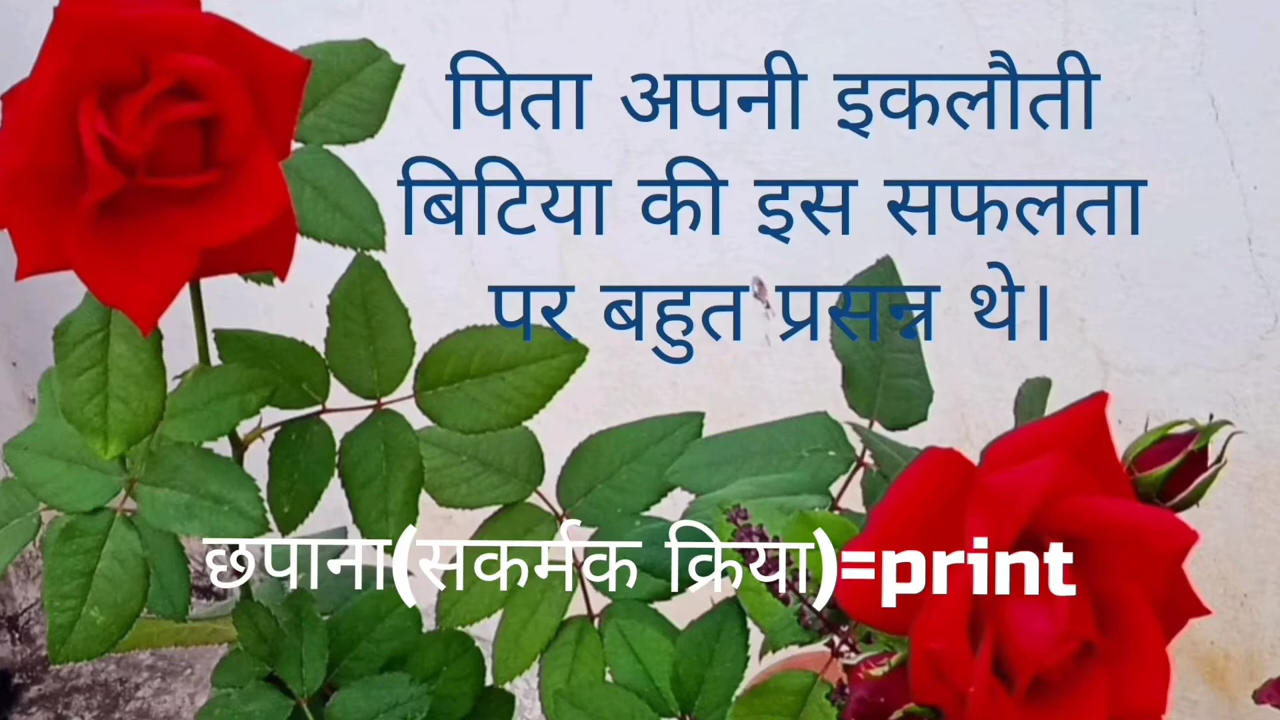 पिता अपनी इकलौती
बिटिया की इस सफलता
पर बहुत प्रसन्न थे।
छपाना(सकर्मक क्रिया)=print